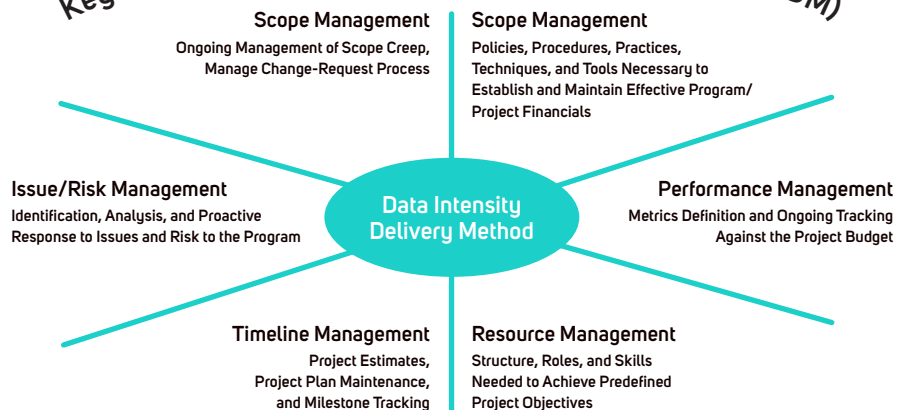 Key
DM)
Scope Management
Ongoing Management of Scope Creep,
Manage Change-Request Process
Scope Management
Policies, Procedures, Practices,
Techniques, and Tools Necessary to
Establish and Maintain Effective Program/
Project Financials
Issue/Risk Management
Identification, Analysis, and Proactive
Response to Issues and Risk to the Program
Data Intensity
Delivery Method
Performance Management
Metrics Definition and Ongoing Tracking
Against the Project Budget
Timeline Management
Project Estimates,
Project Plan Maintenance,
and Milestone Tracking
Resource Management
Structure, Roles, and Skills
Needed to Achieve Predefined
Project Objectives